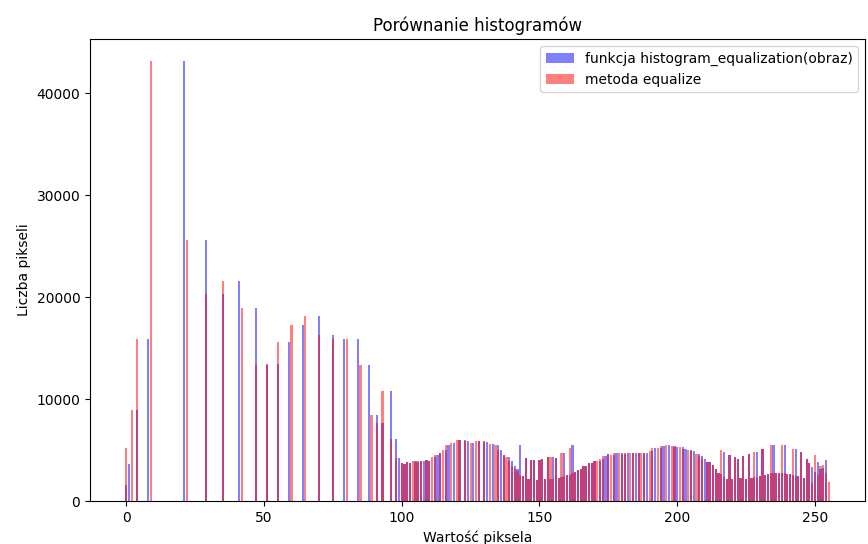 Porównanie histogramów
funkcja histogram_equalization(obraz)
metoda equalize
Liczba pikseli
40000
30000
20000
10000
0
0 50 100 150 200 250
Wartość piksela